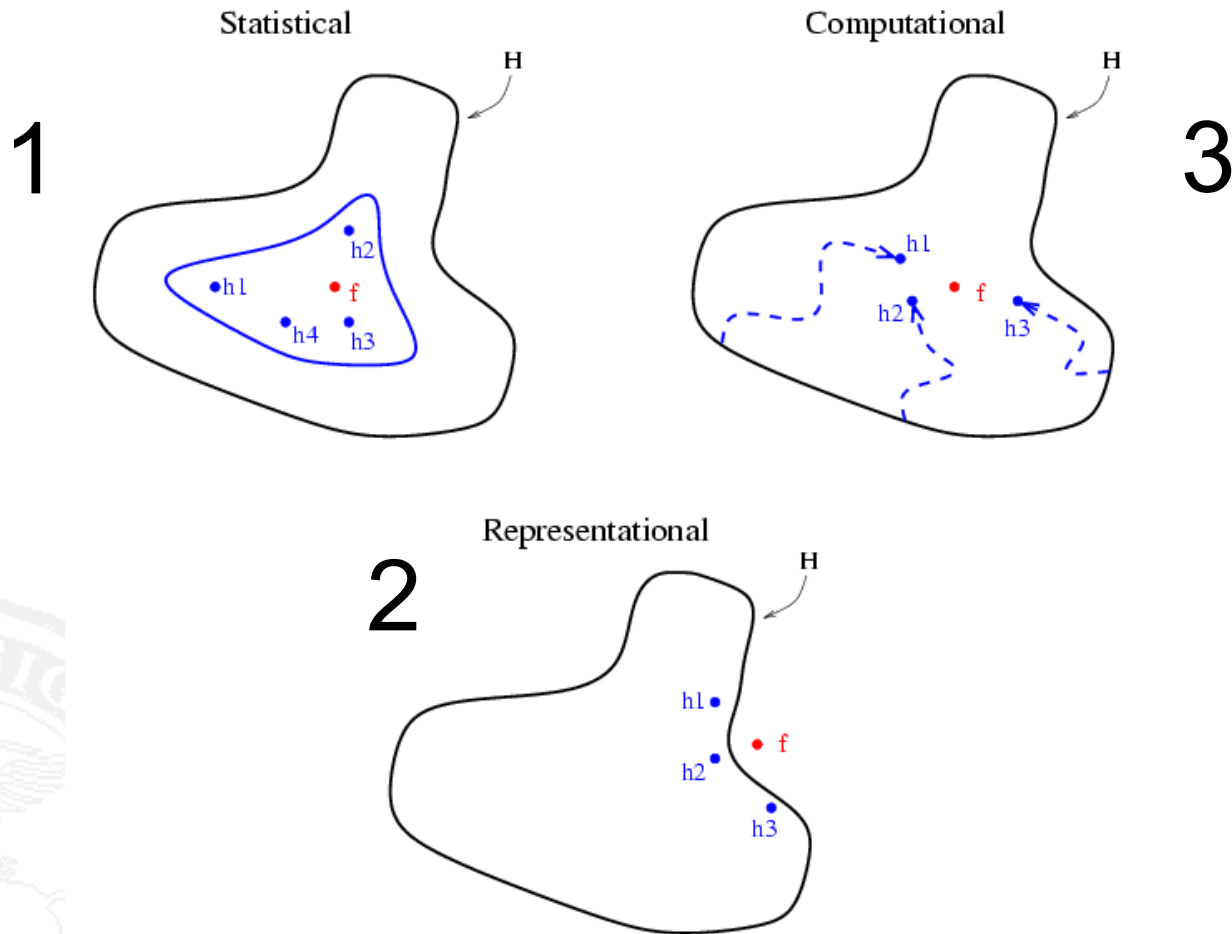 Statistical
H
1
h2
h1
f
h4
h3
Computational
H
3
h1
f
h2
h3
Representational
H
2
h1
f
h2
h3